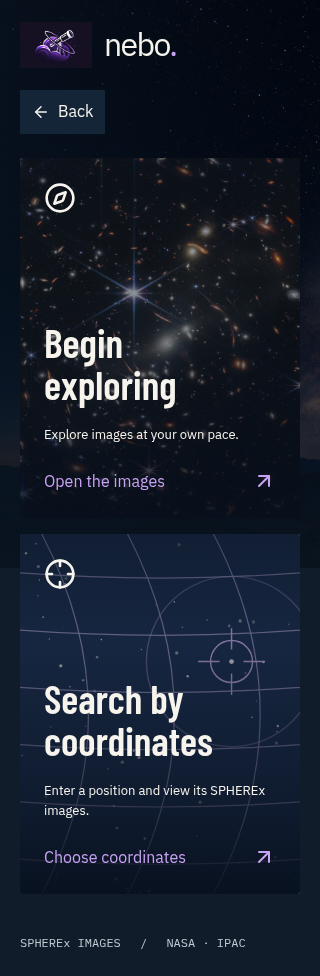 nebo.
Back
Begin
exploring
Explore images at your own pace.
Open the images
Search by
coordinates
Enter a position and view its SPHEREx
images.
Choose coordinates
SPHEREx IMAGES / NASA · IPAC